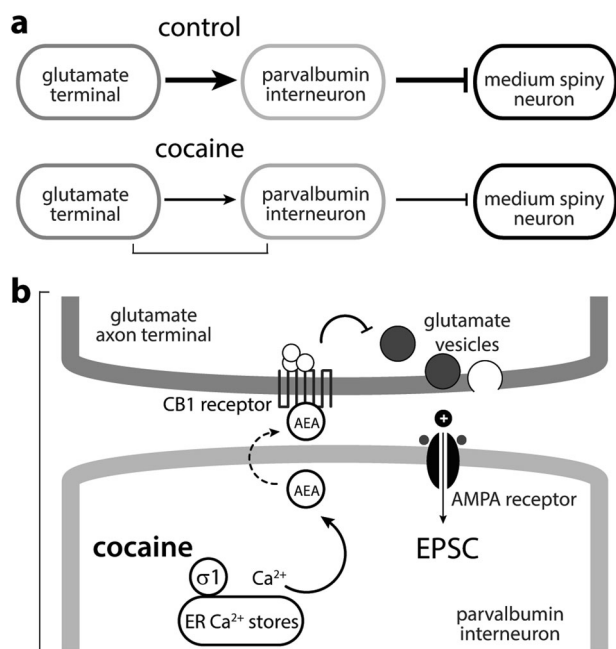 a
control
glutamate
terminal
parvalbumin
interneuron
medium spiny
neuron
cocaine
glutamate
terminal
parvalbumin
interneuron
medium spiny
neuron
b
glutamate
axon terminal
glutamate
vesicles
CB1 receptor
AEA
+
AEA
AMPA receptor
cocaine
EPSC
σ1
Ca²⁺
ER Ca²⁺ stores
parvalbumin
interneuron